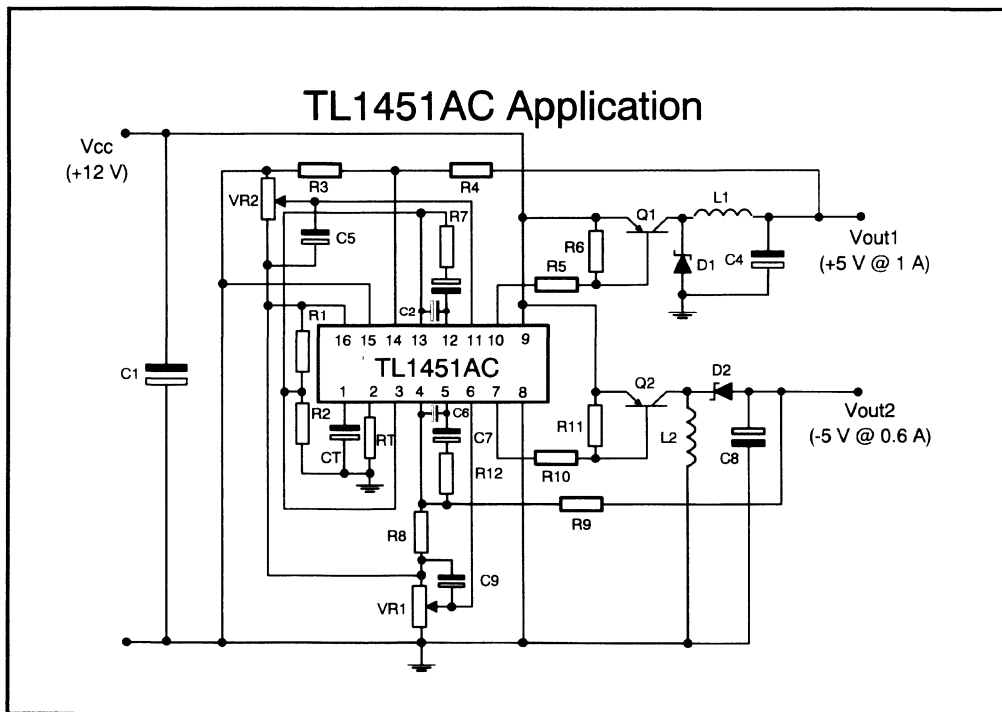 TL1451AC Application
Vcc
(+12 V)
R3
R4
VR2
C5
R7
C2
R6
R5
Q1
L1
D1
C4
Vout1
(+5 V @ 1 A)
R1
16 15 14 13 12 11 10 9
TL1451AC
1 2 3 4 5 6 7 8
C1
R2
CT
RT
C6
C7
R12
R11
R10
Q2
D2
L2
C8
Vout2
(-5 V @ 0.6 A)
R8
R9
C9
VR1